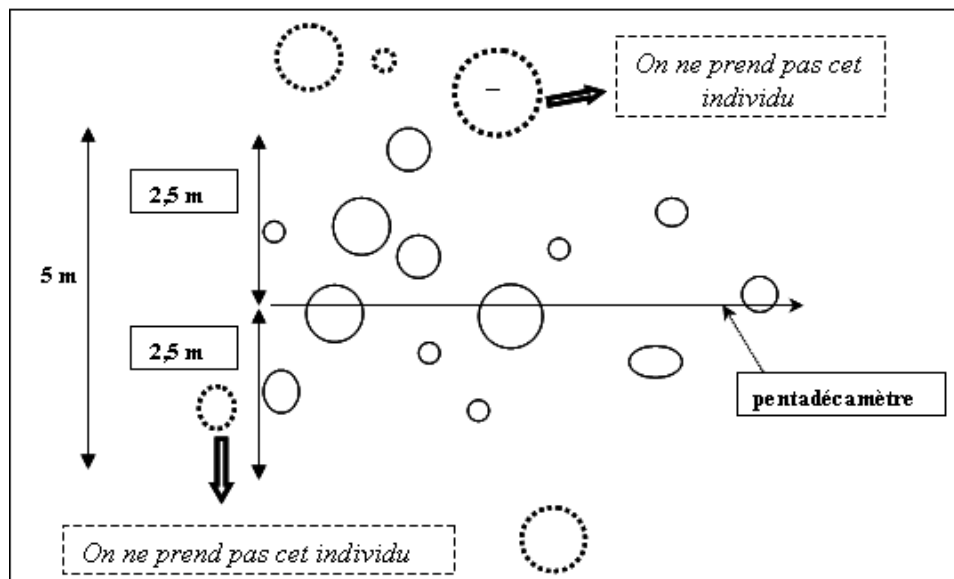 On ne prend pas cet
individu
2,5 m
5 m
2,5 m
pentadécamètre
On ne prend pas cet individu